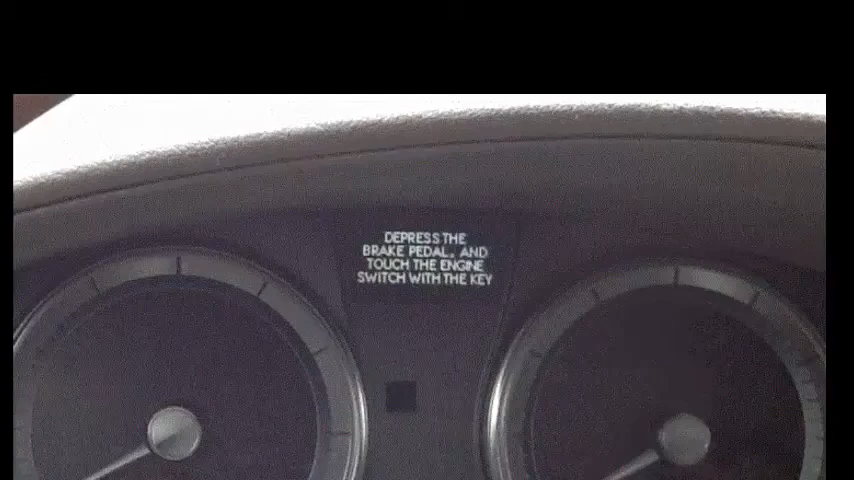 DEPRESS THE
BRAKE PEDAL, AND
TOUCH THE ENGINE
SWITCH WITH THE KEY